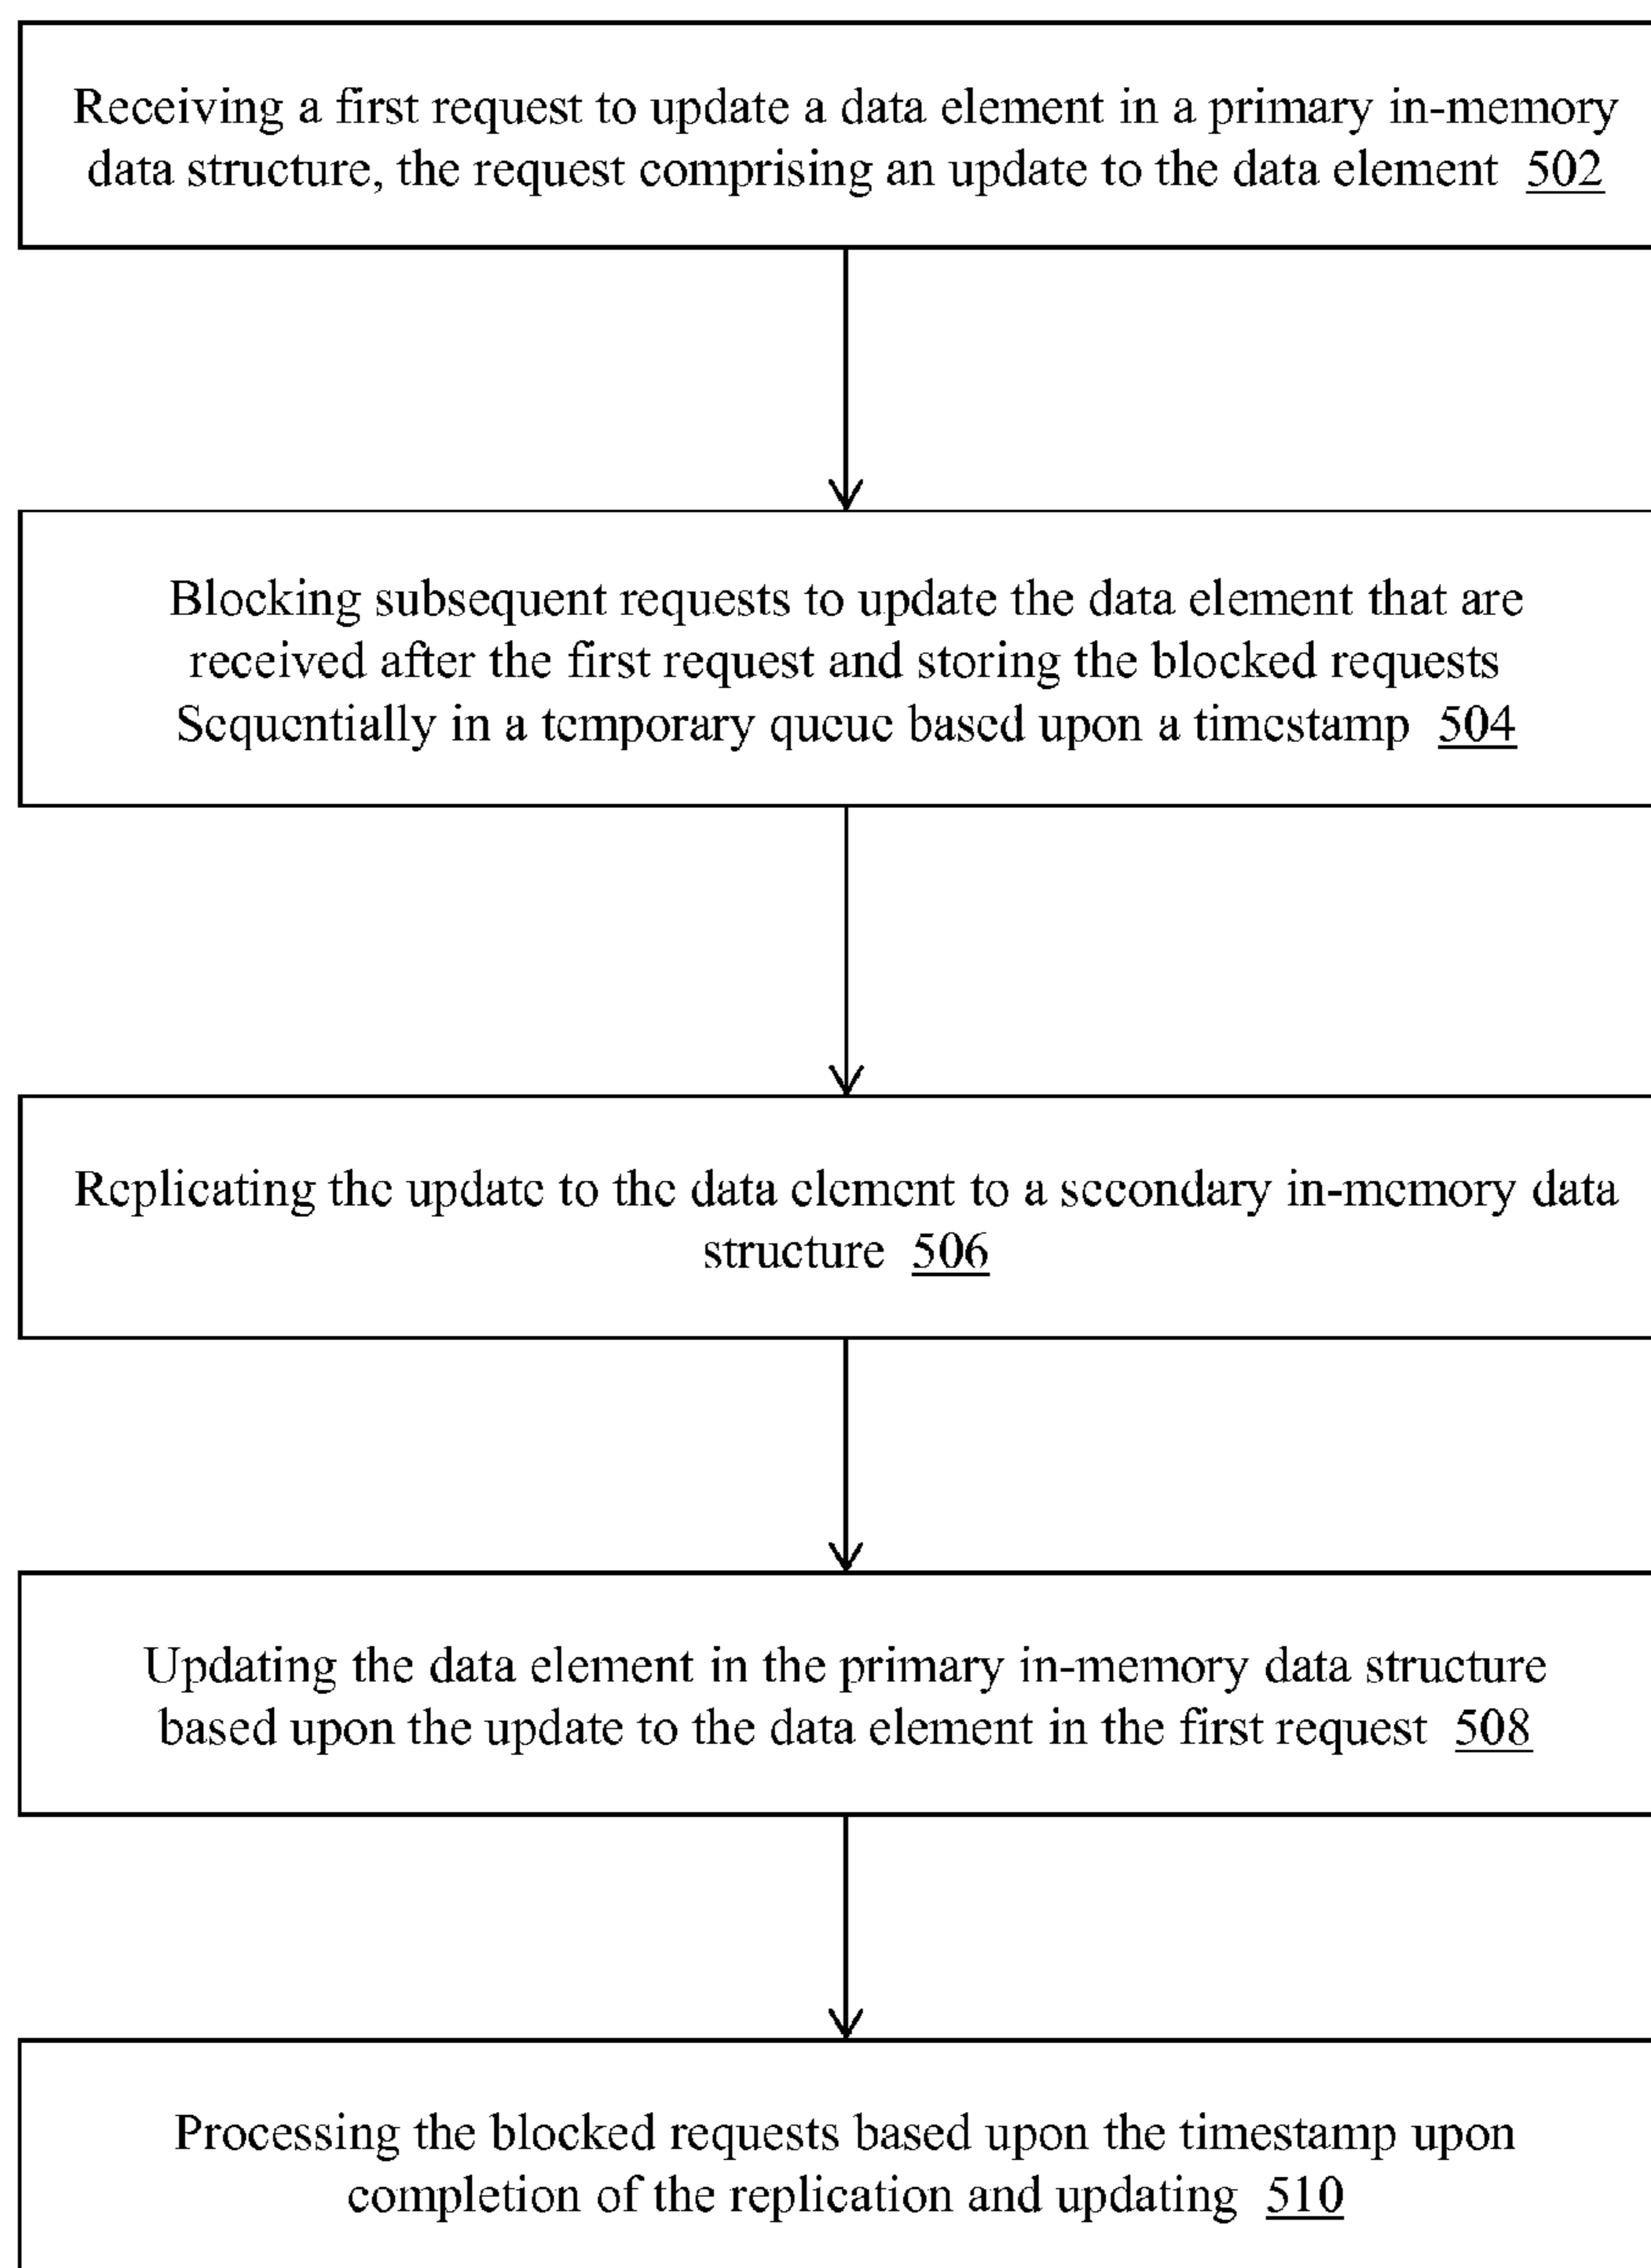 Receiving a first request to update a data element in a primary in-memory
data structure, the request comprising an update to the data element 502
Blocking subsequent requests to update the data element that are
received after the first request and storing the blocked requests
Sequentially in a temporary queue based upon a timestamp 504
Replicating the update to the data element to a secondary in-memory data
structure 506
Updating the data element in the primary in-memory data structure
based upon the update to the data element in the first request 508
Processing the blocked requests based upon the timestamp upon
completion of the replication and updating 510